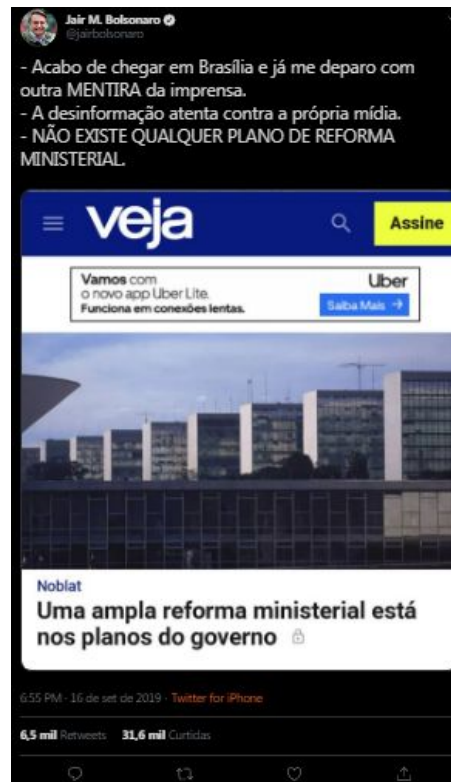 Jair M. Bolsonaro
@jairbolsonaro
- Acabo de chegar em Brasília e já me deparo com
outra MENTIRA da imprensa.
- A desinformação atenta contra a própria mídia.
- NÃO EXISTE QUALQUER PLANO DE REFORMA
MINISTERIAL.
veja
Assine
Vamos com
o novo app Uber Lite.
Funciona em conexões lentas.
Uber
Saiba Mais →
Noblat
Uma ampla reforma ministerial está
nos planos do governo
6:55 PM · 16 de set de 2019 · Twitter for iPhone
6,5 mil Retweets 31,6 mil Curtidas